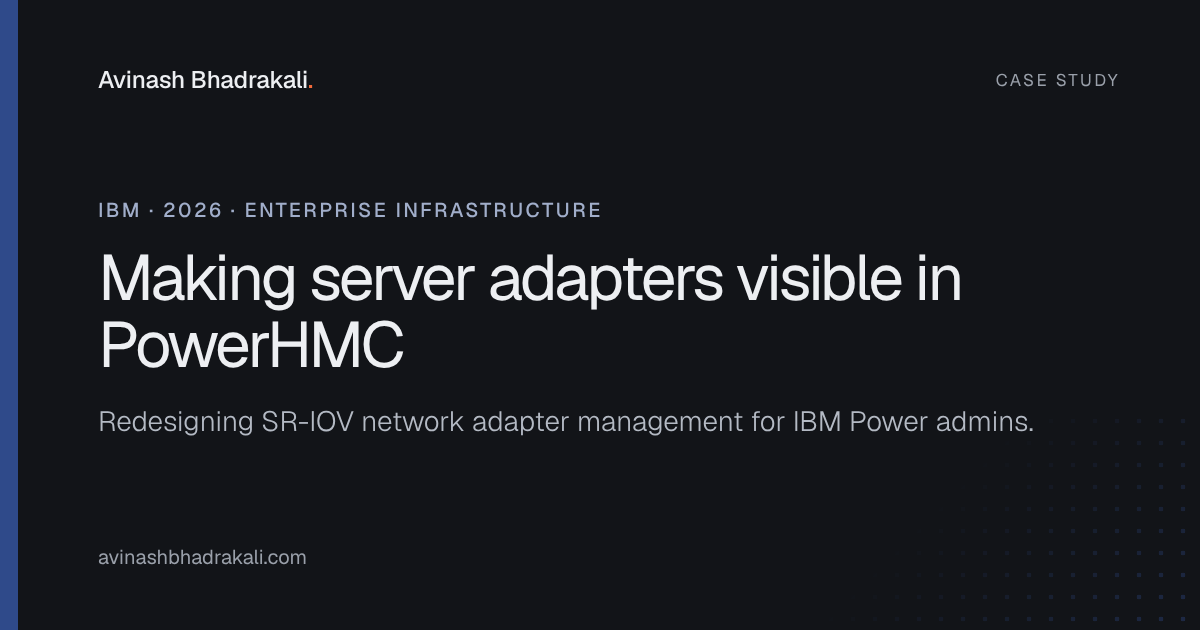 Avinash Bhadrakali.
CASE STUDY
IBM · 2026 · ENTERPRISE INFRASTRUCTURE
Making server adapters visible in
PowerHMC
Redesigning SR-IOV network adapter management for IBM Power admins.
avinashbhadrakali.com